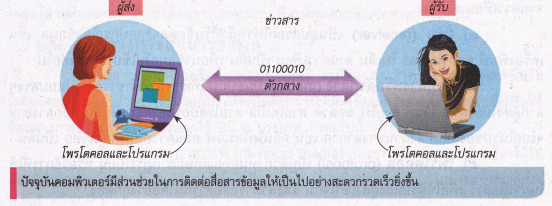 ผู้ส่ง
ผู้รับ
ข่าวสาร
01100010
ตัวกลาง
โพรโตคอลและโปรแกรม
โพรโตคอลและโปรแกรม
ปัจจุบันคอมพิวเตอร์มีส่วนช่วยในการติดต่อสื่อสารข้อมูลให้เป็นไปอย่างสะดวกรวดเร็วยิ่งขึ้น